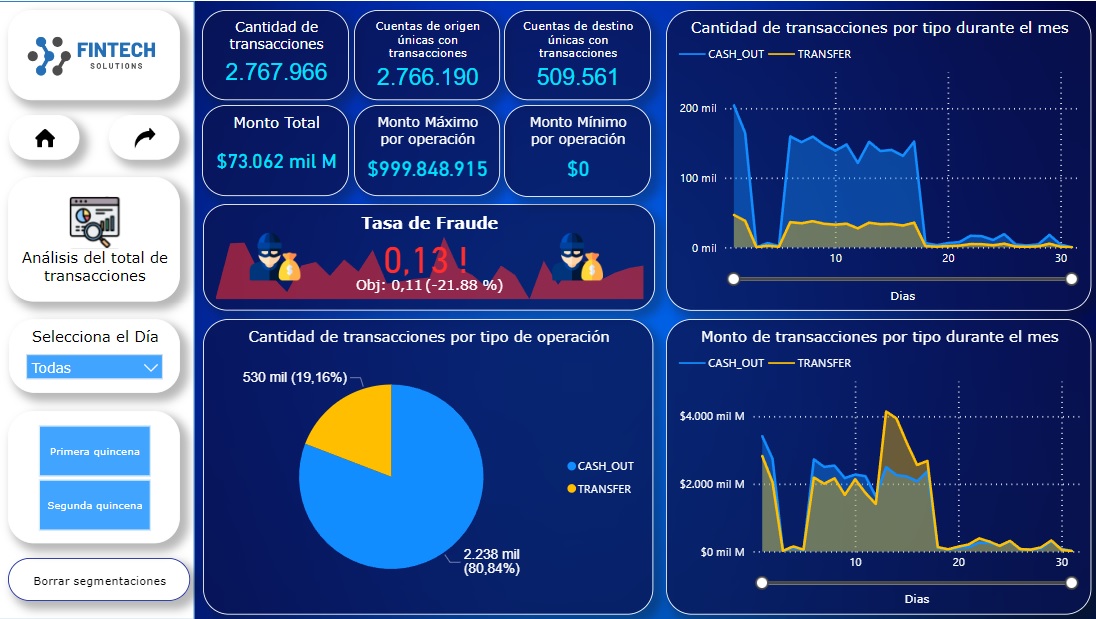 FINTECH
SOLUTIONS
Análisis del total de
transacciones
Selecciona el Día
Todas
Primera quincena
Segunda quincena
Borrar segmentaciones
Cantidad de
transacciones
2.767.966
Cuentas de origen
únicas con
transacciones
2.766.190
Cuentas de destino
únicas con
transacciones
509.561
Monto Total
$73.062 mil M
Monto Máximo
por operación
$999.848.915
Monto Mínimo
por operación
$0
Tasa de Fraude
0,13 !
Obj: 0,11 (-21.88 %)
Cantidad de transacciones por tipo de operación
530 mil (19,16%)
2.238 mil
(80,84%)
CASH_OUT
TRANSFER
Cantidad de transacciones por tipo durante el mes
CASH_OUT TRANSFER
200 mil
100 mil
0 mil
10 20 30
Dias
Monto de transacciones por tipo durante el mes
CASH_OUT TRANSFER
$4.000 mil M
$2.000 mil M
$0 mil M
10 20 30
Dias